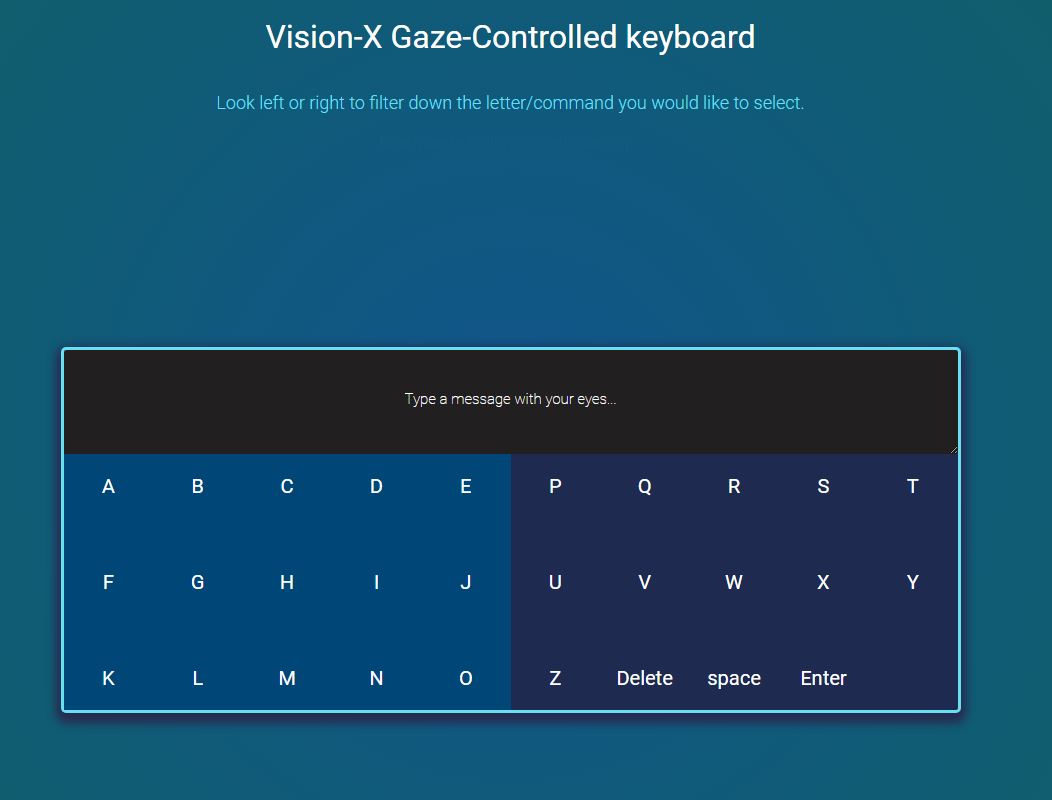 Vision-X Gaze-Controlled keyboard
Look left or right to filter down the letter/command you would like to select.
Type a message with your eyes...
A B C D E P Q R S T
F G H I J U V W X Y
K L M N O Z Delete space Enter